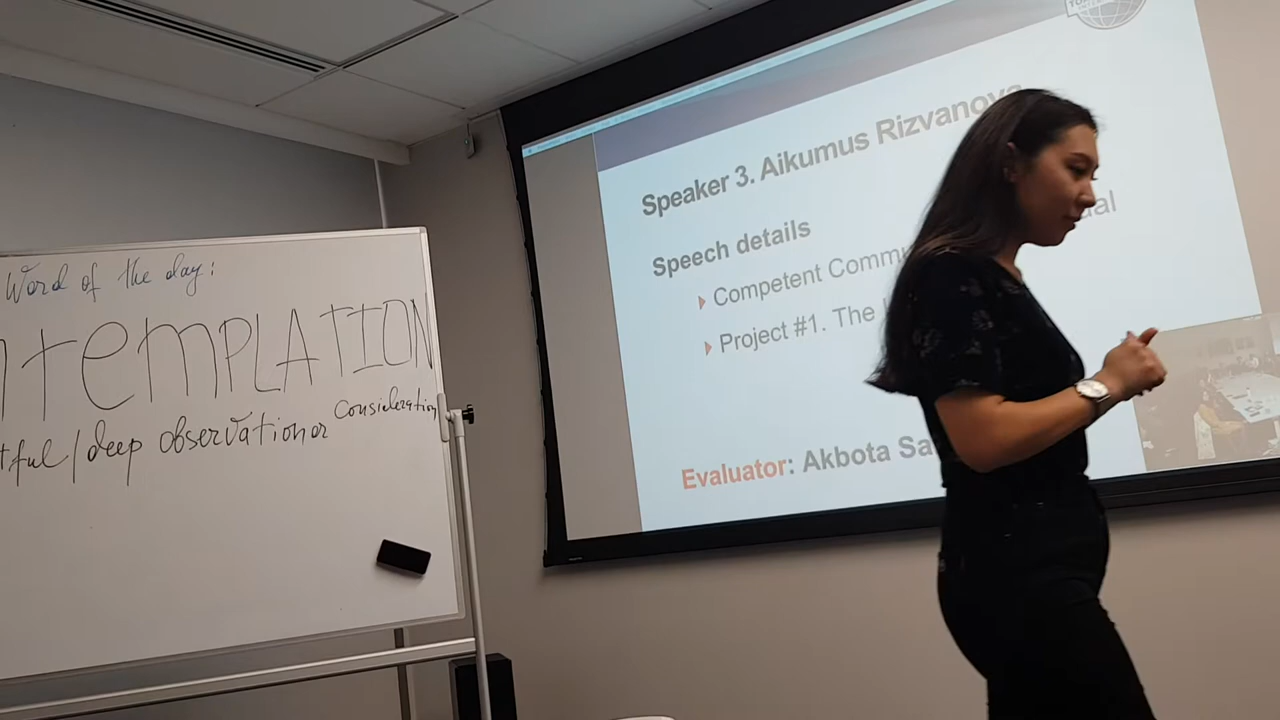 Word of the day:
ntemPLATION
tful/deep observation or consideration
Speaker 3. Aikumus Rizvanova
Speech details
Competent Commu
Project #1. The
Evaluator: Akbota Sa